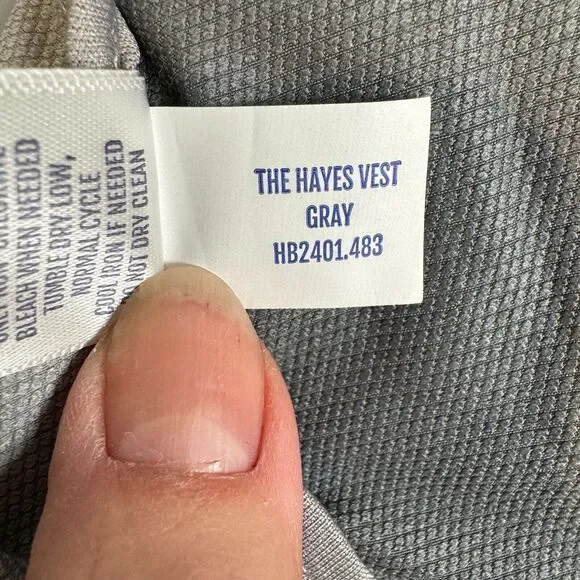 BLEACH WHEN NEEDED
TUMBLE DRY LOW,
NORMAL CYCLE
COOL IRON IF NEEDED
NOT DRY CLEAN
THE HAYES VEST
GRAY
HB2401.483